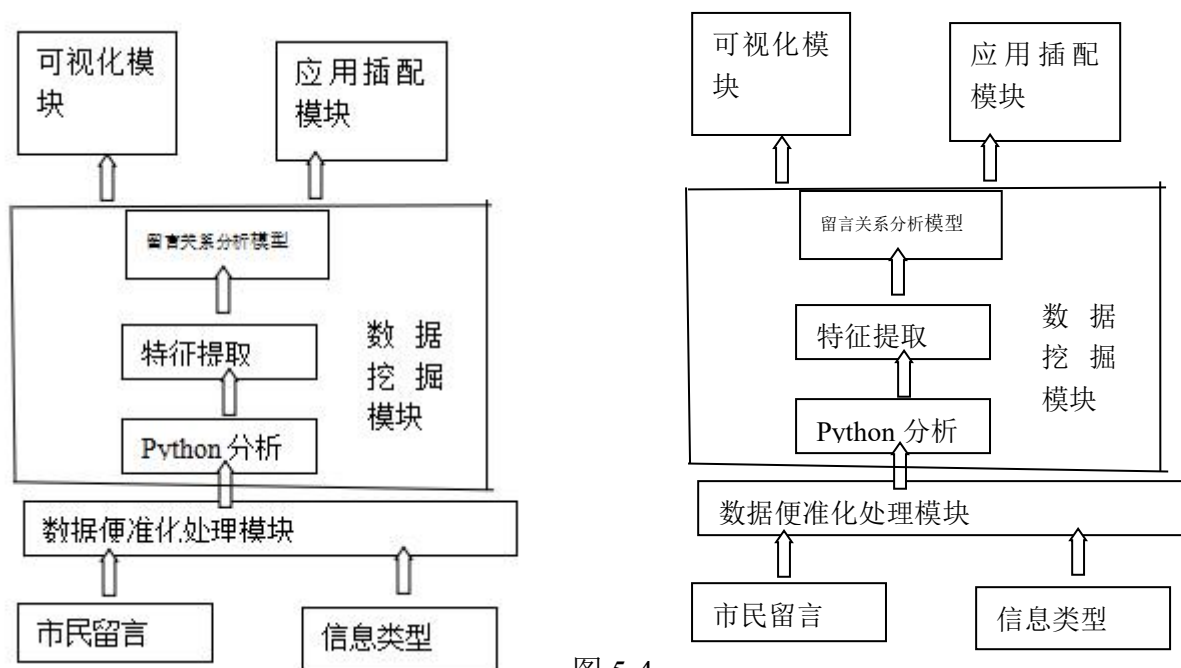 可视化模
块
应用插配
模块
留言关系分析模型
特征提取
数据
挖掘
模块
Python 分析
数据便准化处理模块
市民留言
信息类型
可视化模
块
应用插配
模块
留言关系分析模型
特征提取
数据
挖掘
模块
Python 分析
数据便准化处理模块
市民留言
信息类型
图 5-4